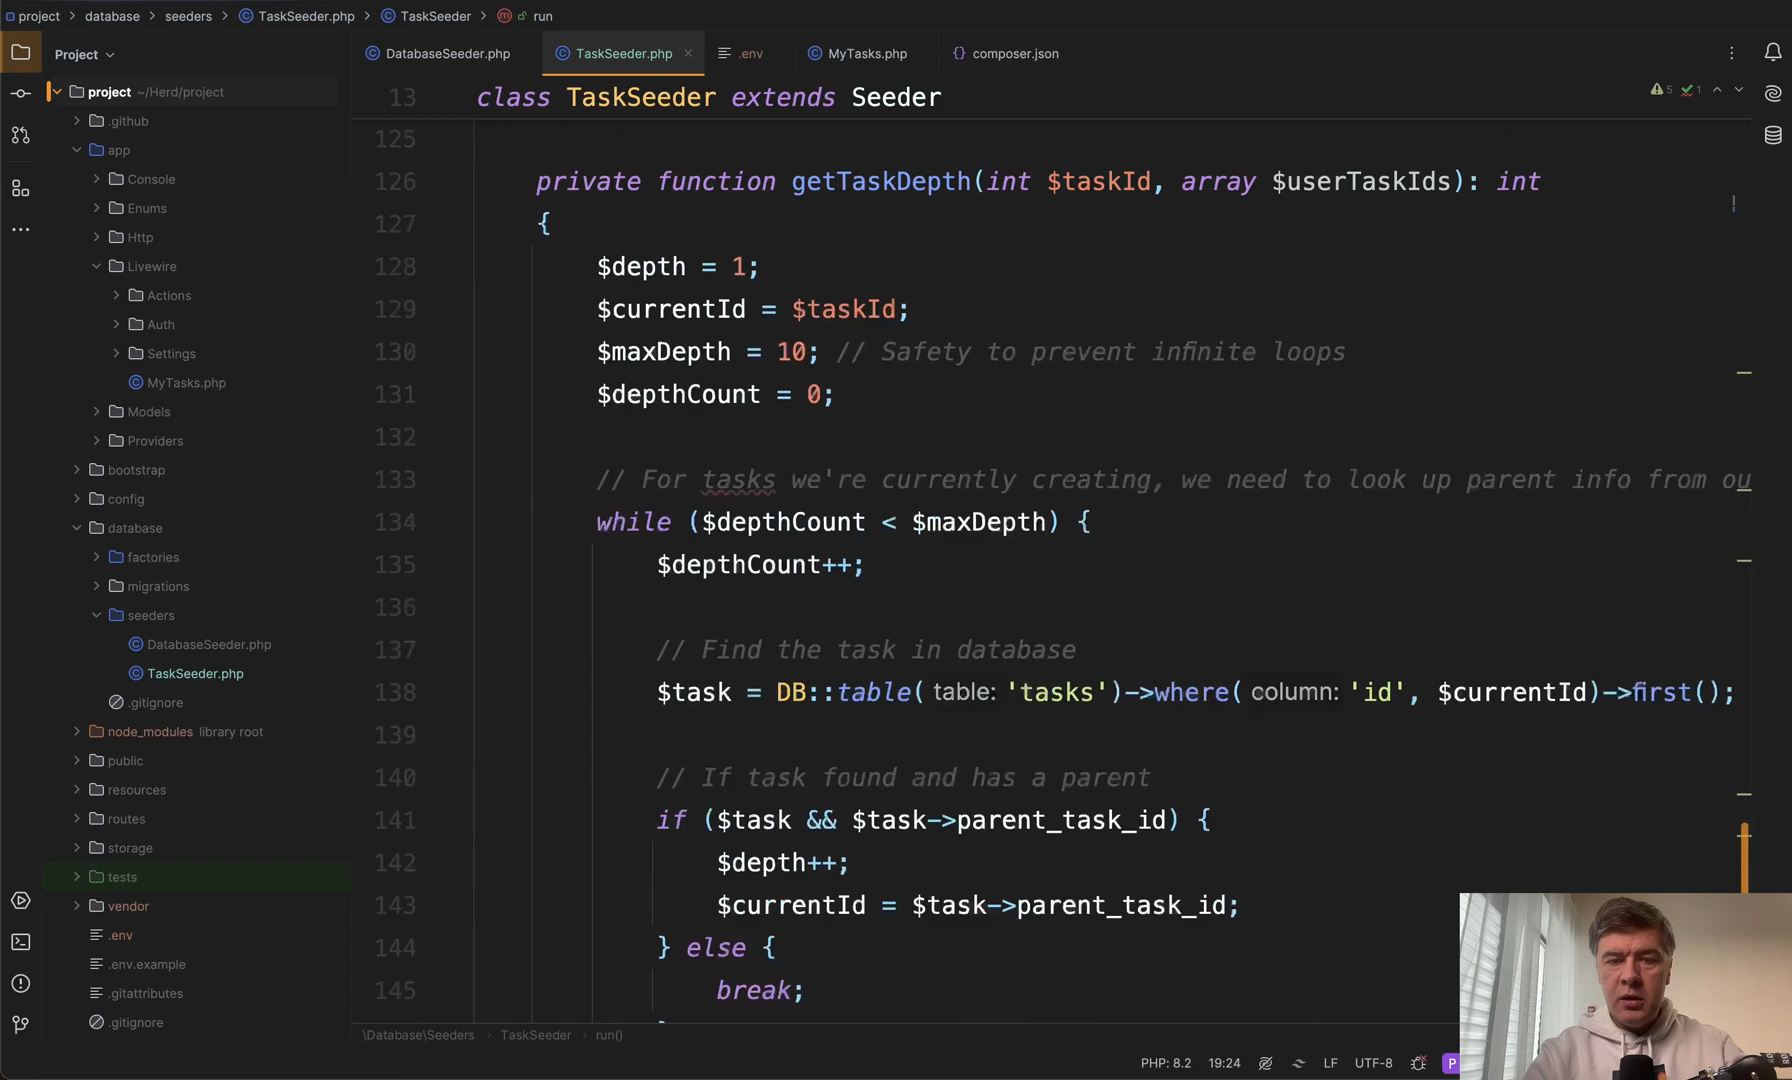 project > database > seeders > TaskSeeder.php > TaskSeeder > run
Project
DatabaseSeeder.php
TaskSeeder.php
.env
MyTasks.php
composer.json
project ~/Herd/project
.github
app
Console
Enums
Http
Livewire
Actions
Auth
Settings
MyTasks.php
Models
Providers
bootstrap
config
database
factories
migrations
seeders
DatabaseSeeder.php
TaskSeeder.php
.gitignore
node_modules library root
public
resources
routes
storage
tests
vendor
.env
.env.example
.gitattributes
.gitignore
13 class TaskSeeder extends Seeder
5 1
125
126 private function getTaskDepth(int $taskId, array $userTaskIds): int
127 {
128 $depth = 1;
129 $currentId = $taskId;
130 $maxDepth = 10; // Safety to prevent infinite loops
131 $depthCount = 0;
132
133 // For tasks we're currently creating, we need to look up parent info from ou
134 while ($depthCount < $maxDepth) {
135 $depthCount++;
136
137 // Find the task in database
138 $task = DB::table( table: 'tasks')->where( column: 'id', $currentId)->first();
139
140 // If task found and has a parent
141 if ($task && $task->parent_task_id) {
142 $depth++;
143 $currentId = $task->parent_task_id;
144 } else {
145 break;
\Database\Seeders > TaskSeeder > run()
PHP: 8.2 19:24 LF UTF-8 P